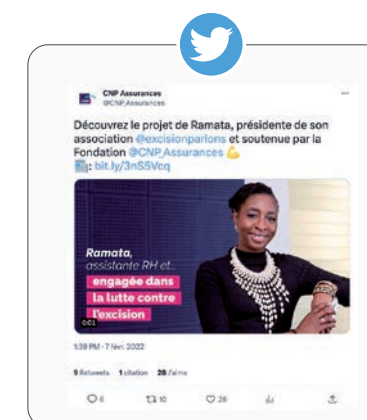 CNP Assurances
@CNP_Assurances
Découvrez le projet de Ramata, présidente de son
association @excisionparlons et soutenue par la
Fondation @CNP_Assurances
: bit.ly/3nS5Vcq
Ramata,
assistante RH et...
engagée dans
la lutte contre
l'excision
0:01
1:39 PM · 7 févr. 2022
9 Retweets 1 citation 28 J'aime
6 10 28